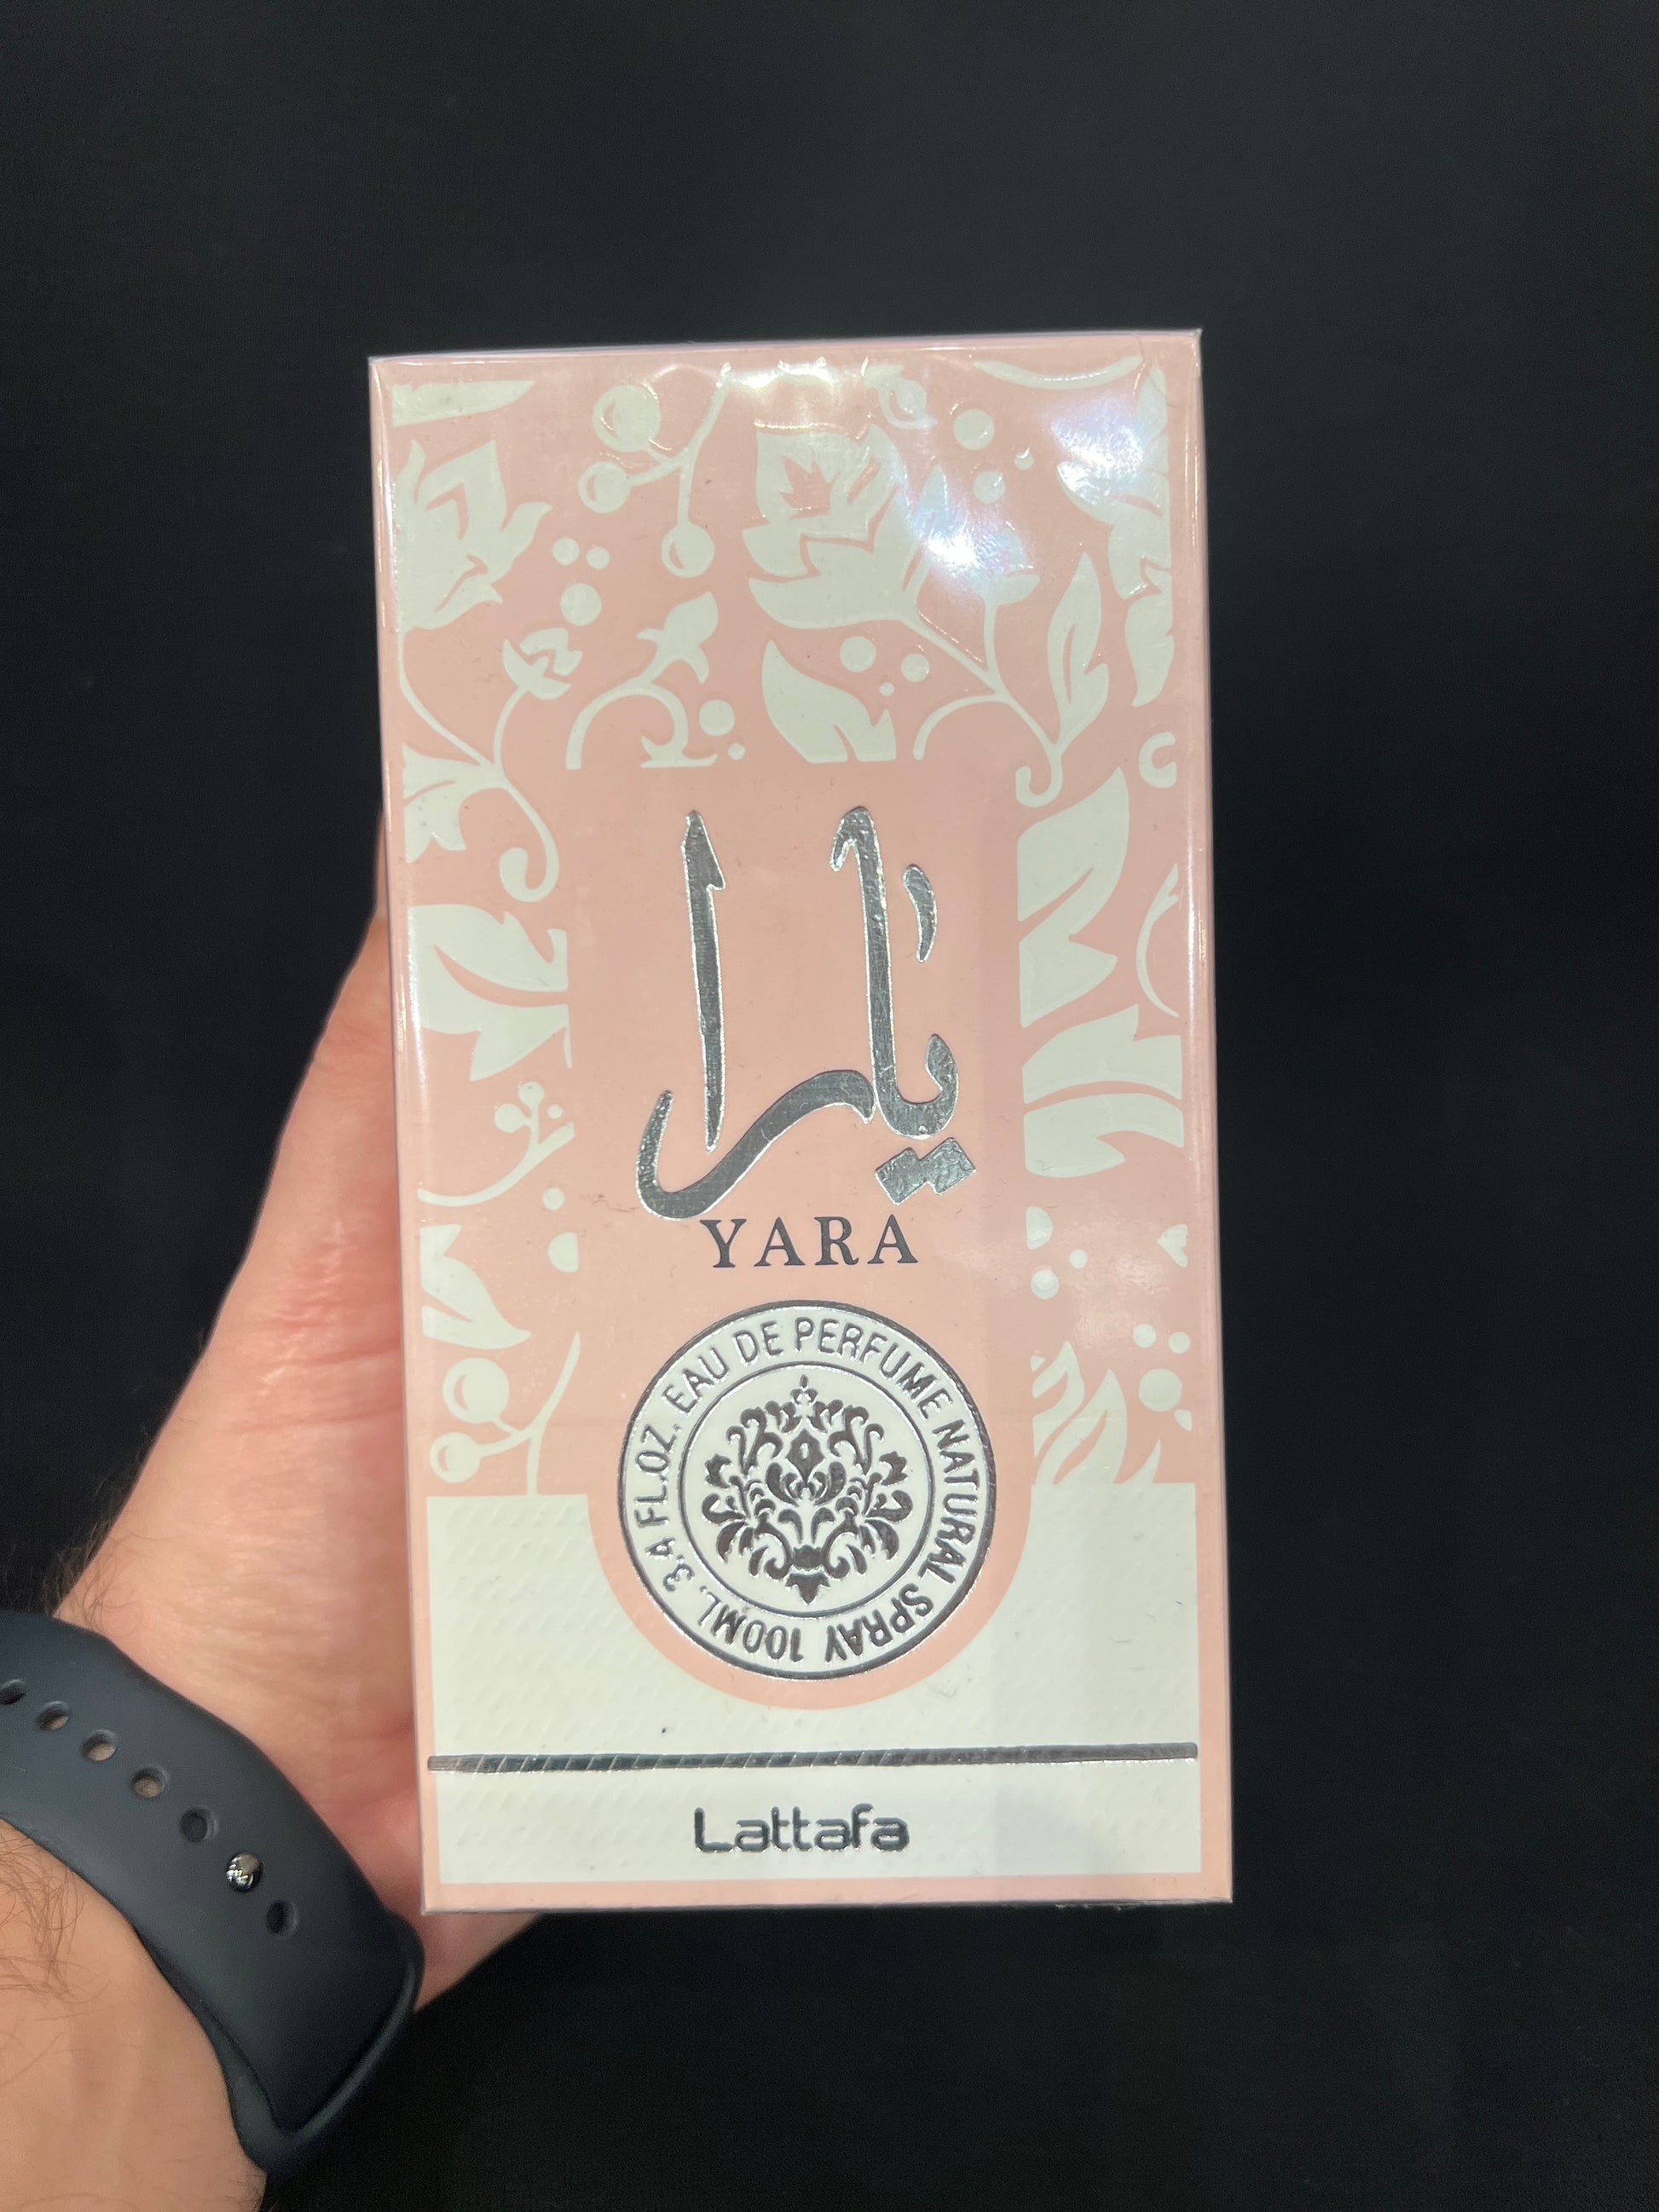 يارا
YARA
EAU DE PERFUME NATURAL SPRAY 100ML. 3.4 FL.OZ.
Lattafa